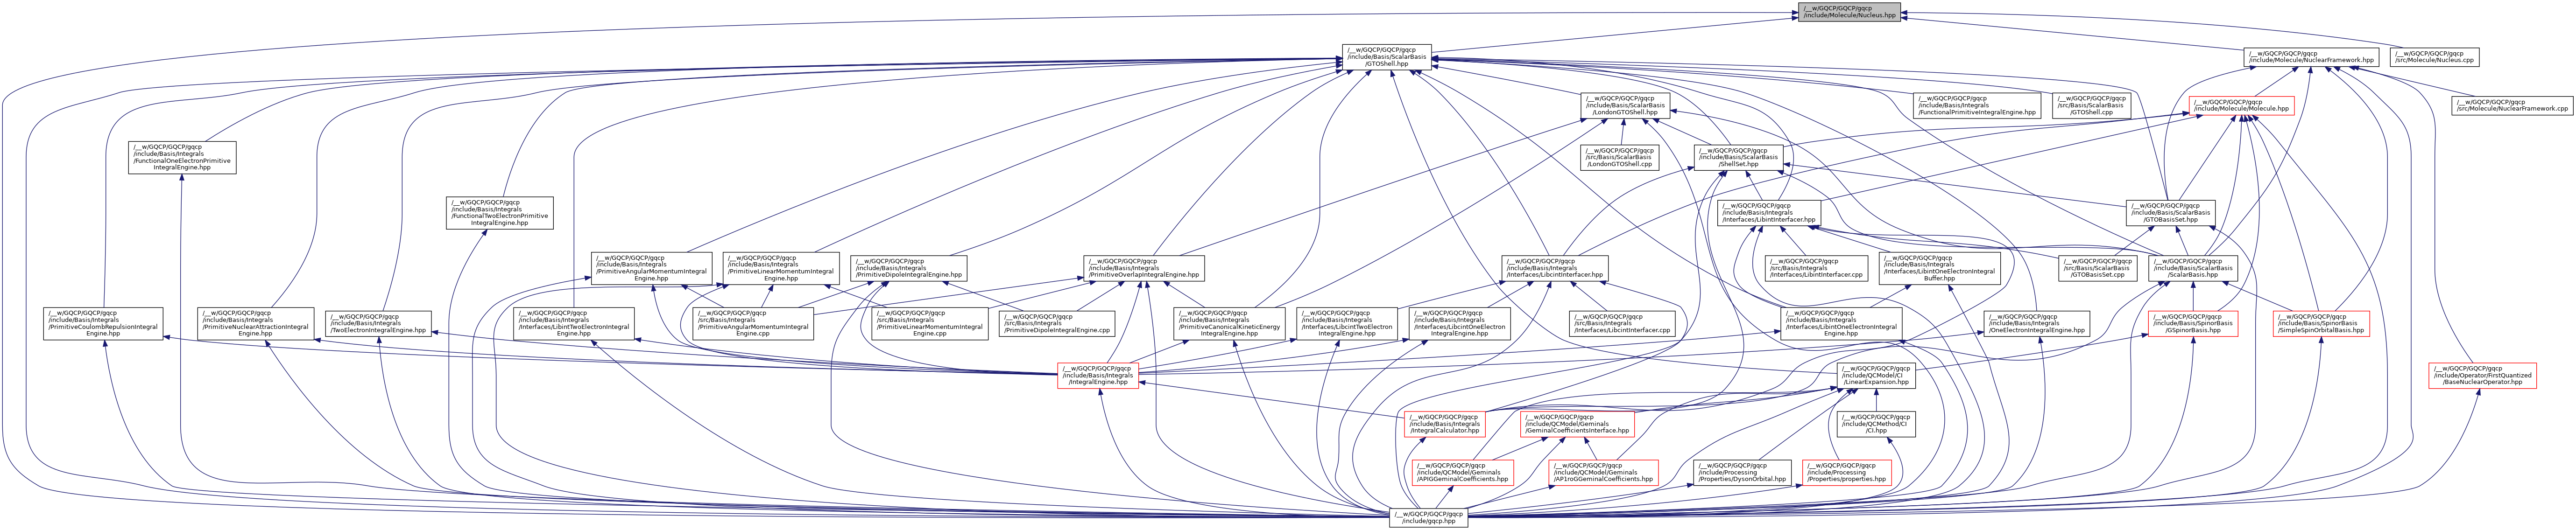 /__w/GQCP/GQCP/gqcp
/include/Molecule/Nucleus.hpp
/__w/GQCP/GQCP/gqcp
/include/Basis/ScalarBasis
/GTOShell.hpp
/__w/GQCP/GQCP/gqcp
/include/Molecule/NuclearFramework.hpp
/__w/GQCP/GQCP/gqcp
/src/Molecule/Nucleus.cpp
/__w/GQCP/GQCP/gqcp
/include/Basis/ScalarBasis
/LondonGTOShell.hpp
/__w/GQCP/GQCP/gqcp
/include/Basis/Integrals
/FunctionalPrimitiveIntegralEngine.hpp
/__w/GQCP/GQCP/gqcp
/src/Basis/ScalarBasis
/GTOShell.cpp
/__w/GQCP/GQCP/gqcp
/include/Molecule/Molecule.hpp
/__w/GQCP/GQCP/gqcp
/src/Molecule/NuclearFramework.cpp
/__w/GQCP/GQCP/gqcp
/include/Basis/Integrals
/FunctionalOneElectronPrimitive
IntegralEngine.hpp
/__w/GQCP/GQCP/gqcp
/src/Basis/ScalarBasis
/LondonGTOShell.cpp
/__w/GQCP/GQCP/gqcp
/include/Basis/ScalarBasis
/ShellSet.hpp
/__w/GQCP/GQCP/gqcp
/include/Basis/Integrals
/FunctionalTwoElectronPrimitive
IntegralEngine.hpp
/__w/GQCP/GQCP/gqcp
/include/Basis/Integrals
/Interfaces/LibintInterfacer.hpp
/__w/GQCP/GQCP/gqcp
/include/Basis/ScalarBasis
/GTOBasisSet.hpp
/__w/GQCP/GQCP/gqcp
/include/Basis/Integrals
/PrimitiveAngularMomentumIntegral
Engine.hpp
/__w/GQCP/GQCP/gqcp
/include/Basis/Integrals
/PrimitiveLinearMomentumIntegral
Engine.hpp
/__w/GQCP/GQCP/gqcp
/include/Basis/Integrals
/PrimitiveDipoleIntegralEngine.hpp
/__w/GQCP/GQCP/gqcp
/include/Basis/Integrals
/PrimitiveOverlapIntegralEngine.hpp
/__w/GQCP/GQCP/gqcp
/include/Basis/Integrals
/Interfaces/LibcintInterfacer.hpp
/__w/GQCP/GQCP/gqcp
/src/Basis/Integrals
/Interfaces/LibintInterfacer.cpp
/__w/GQCP/GQCP/gqcp
/include/Basis/Integrals
/Interfaces/LibintOneElectronIntegral
Buffer.hpp
/__w/GQCP/GQCP/gqcp
/src/Basis/ScalarBasis
/GTOBasisSet.cpp
/__w/GQCP/GQCP/gqcp
/include/Basis/ScalarBasis
/ScalarBasis.hpp
/__w/GQCP/GQCP/gqcp
/include/Basis/Integrals
/PrimitiveCoulombRepulsionIntegral
Engine.hpp
/__w/GQCP/GQCP/gqcp
/include/Basis/Integrals
/PrimitiveNuclearAttractionIntegral
Engine.hpp
/__w/GQCP/GQCP/gqcp
/include/Basis/Integrals
/TwoElectronIntegralEngine.hpp
/__w/GQCP/GQCP/gqcp
/include/Basis/Integrals
/Interfaces/LibintTwoElectronIntegral
Engine.hpp
/__w/GQCP/GQCP/gqcp
/src/Basis/Integrals
/PrimitiveAngularMomentumIntegral
Engine.cpp
/__w/GQCP/GQCP/gqcp
/src/Basis/Integrals
/PrimitiveLinearMomentumIntegral
Engine.cpp
/__w/GQCP/GQCP/gqcp
/src/Basis/Integrals
/PrimitiveDipoleIntegralEngine.cpp
/__w/GQCP/GQCP/gqcp
/include/Basis/Integrals
/PrimitiveCanonicalKineticEnergy
IntegralEngine.hpp
/__w/GQCP/GQCP/gqcp
/include/Basis/Integrals
/Interfaces/LibcintTwoElectron
IntegralEngine.hpp
/__w/GQCP/GQCP/gqcp
/include/Basis/Integrals
/Interfaces/LibcintOneElectron
IntegralEngine.hpp
/__w/GQCP/GQCP/gqcp
/src/Basis/Integrals
/Interfaces/LibcintInterfacer.cpp
/__w/GQCP/GQCP/gqcp
/include/Basis/Integrals
/Interfaces/LibintOneElectronIntegral
Engine.hpp
/__w/GQCP/GQCP/gqcp
/include/Basis/Integrals
/OneElectronIntegralEngine.hpp
/__w/GQCP/GQCP/gqcp
/include/Basis/SpinorBasis
/GSpinorBasis.hpp
/__w/GQCP/GQCP/gqcp
/include/Basis/SpinorBasis
/SimpleSpinOrbitalBasis.hpp
/__w/GQCP/GQCP/gqcp
/include/Basis/Integrals
/IntegralEngine.hpp
/__w/GQCP/GQCP/gqcp
/include/QCModel/CI
/LinearExpansion.hpp
/__w/GQCP/GQCP/gqcp
/include/Operator/FirstQuantized
/BaseNuclearOperator.hpp
/__w/GQCP/GQCP/gqcp
/include/Basis/Integrals
/IntegralCalculator.hpp
/__w/GQCP/GQCP/gqcp
/include/QCModel/Geminals
/GeminalCoefficientsInterface.hpp
/__w/GQCP/GQCP/gqcp
/include/QCMethod/CI
/CI.hpp
/__w/GQCP/GQCP/gqcp
/include/QCModel/Geminals
/APIGGeminalCoefficients.hpp
/__w/GQCP/GQCP/gqcp
/include/QCModel/Geminals
/AP1roGGeminalCoefficients.hpp
/__w/GQCP/GQCP/gqcp
/include/Processing
/Properties/DysonOrbital.hpp
/__w/GQCP/GQCP/gqcp
/include/Processing
/Properties/properties.hpp
/__w/GQCP/GQCP/gqcp
/include/gqcp.hpp